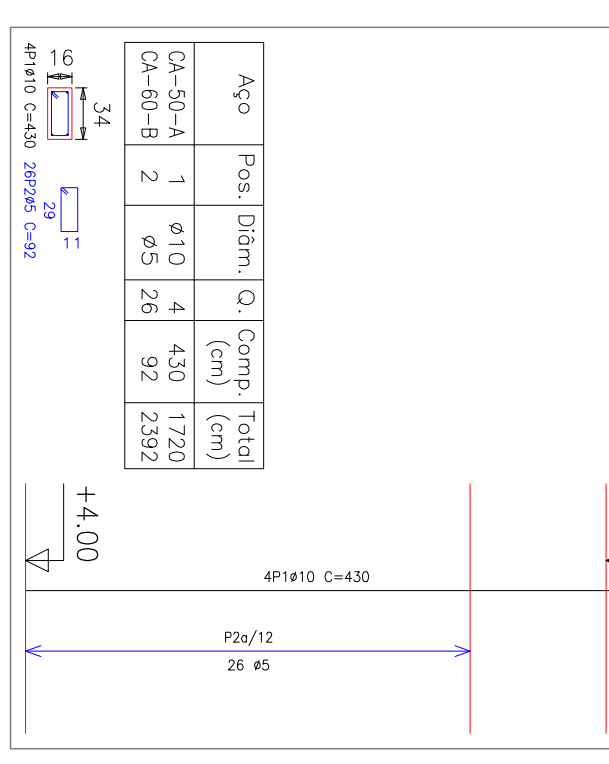 16
34
4P1ø10 C=430
26P2ø5 C=92
29
11
Aço Pos. Diâm. Q. Comp. (cm) Total (cm)
CA-50-A 1 ø10 4 430 1720
CA-60-B 2 ø5 26 92 2392
+4.00
4P1ø10 C=430
P2a/12
26 ø5